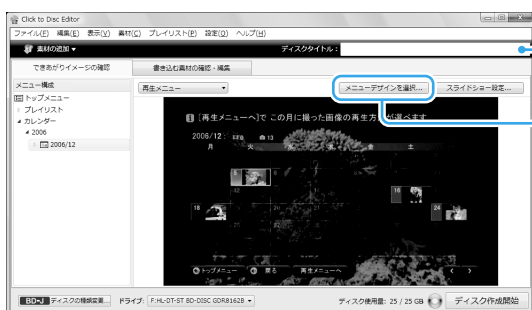 Click to Disc Editor
ファイル(F) 編集(E) 表示(V) 素材(C) プレイリスト(P) 設定(O) ヘルプ(H)
素材の追加 ▾ ディスクタイトル：
できあがりイメージの確認 書き込む素材の確認・編集
メニュー構成 再生メニュー メニューデザインを選択... スライドショー設定...
トップメニュー
プレイリスト
カレンダー
2006
2006/12
[再生メニューへ]で この月に撮った画像の再生方 が選べます
2006/12 : 13
月 火 金 土
16
18 24
トップメニュー 戻る 再生メニューへ
BD-J ディスクの種類変更... ドライブ: F:HL-DT-ST BD-DISC GDR8162B ディスク使用量: 25 / 25 GB ディスク作成開始